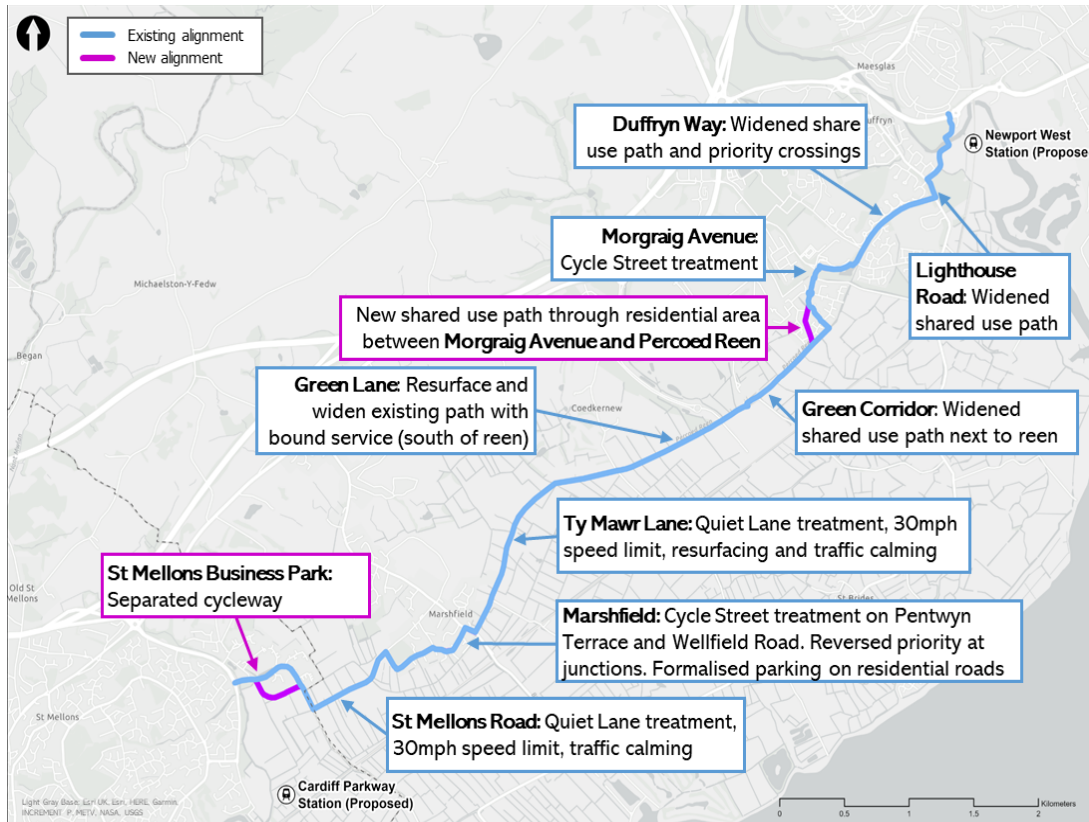 Existing alignment
New alignment
Maesglas
Duffryn
Newport West
Station (Propose
Duffryn Way: Widened share
use path and priority crossings
Morgraig Avenue:
Cycle Street treatment
Lighthouse
Road: Widened
shared use path
Michaelston-Y-Fedw
New shared use path through residential area
between Morgraig Avenue and Percoed Reen
Began
Green Lane: Resurface and
widen existing path with
bound service (south of reen)
Coedkernew
Green Corridor: Widened
shared use path next to reen
Ty Mawr Lane: Quiet Lane treatment, 30mph
speed limit, resurfacing and traffic calming
St Mellons Business Park:
Separated cycleway
Old St
Mellons
Marshfield
St Brides
Marshfield: Cycle Street treatment on Pentwyn
Terrace and Wellfield Road. Reversed priority at
junctions. Formalised parking on residential roads
St Mellons
St Mellons Road: Quiet Lane treatment,
30mph speed limit, traffic calming
Cardiff Parkway
Station (Proposed)
Light Gray Base: Esri UK, Esri, HERE, Garmin,
INCREMENT P, METI/ NASA, USGS
Kilometers
0 0.5 1 1.5 2